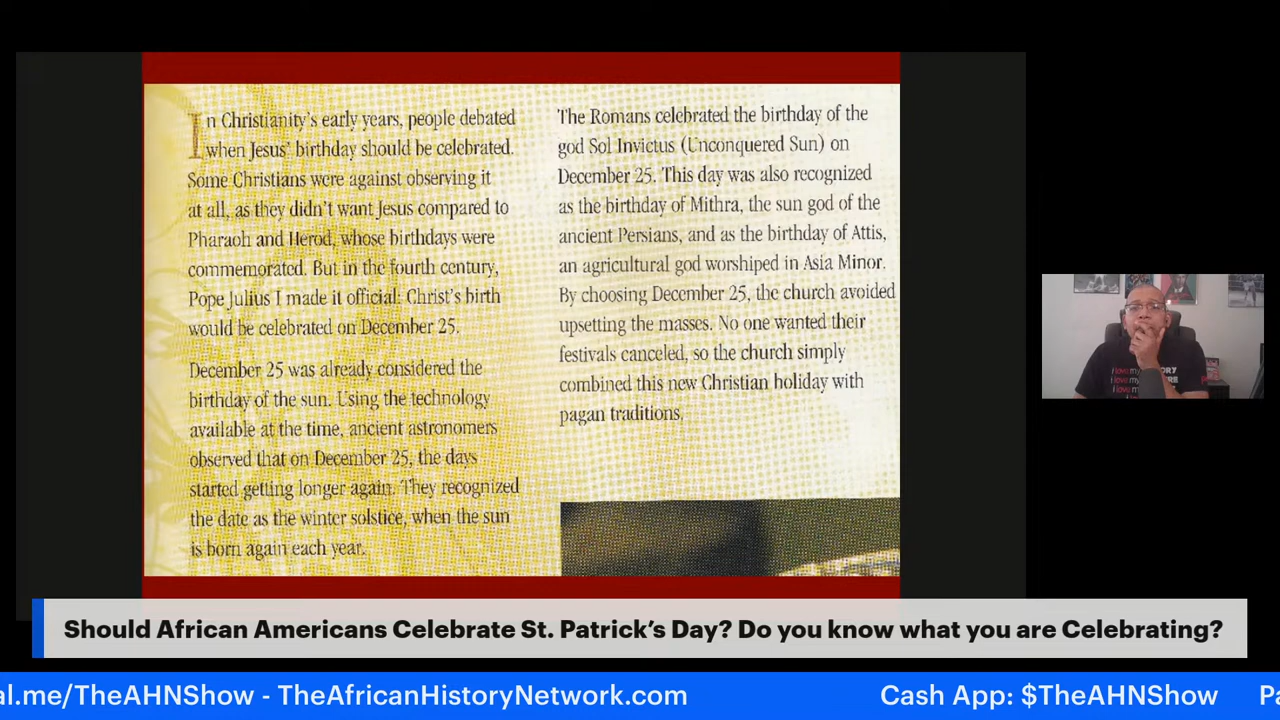 In Christianity's early years, people debated
when Jesus' birthday should be celebrated.
Some Christians were against observing it
at all, as they didn't want Jesus compared to
Pharaoh and Herod, whose birthdays were
commemorated. But in the fourth century,
Pope Julius I made it official: Christ's birth
would be celebrated on December 25.
December 25 was already considered the
birthday of the sun. Using the technology
available at the time, ancient astronomers
observed that on December 25, the days
started getting longer again. They recognized
the date as the winter solstice, when the sun
is born again each year.
The Romans celebrated the birthday of the
god Sol Invictus (Unconquered Sun) on
December 25. This day was also recognized
as the birthday of Mithra, the sun god of the
ancient Persians, and as the birthday of Attis,
an agricultural god worshiped in Asia Minor.
By choosing December 25, the church avoided
upsetting the masses. No one wanted their
festivals canceled, so the church simply
combined this new Christian holiday with
pagan traditions.
Should African Americans Celebrate St. Patrick's Day? Do you know what you are Celebrating?
al.me/TheAHNShow - TheAfricanHistoryNetwork.com Cash App: $TheAHNShow Pa